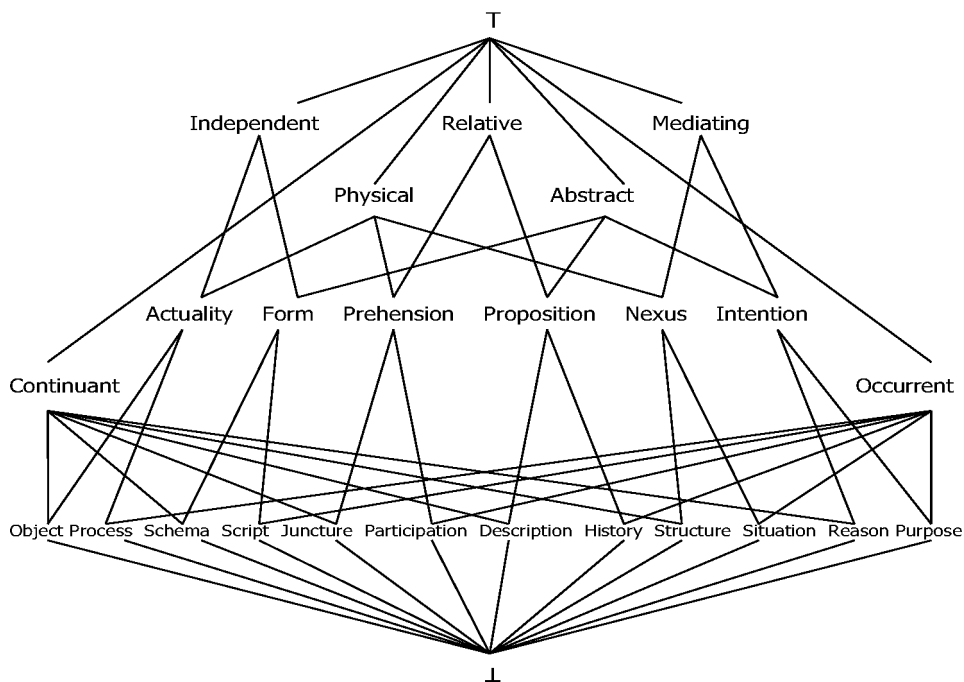 T
Independent Relative Mediating
Physical Abstract
Actuality Form Prehension Proposition Nexus Intention
Continuant Occurrent
Object Process Schema Script Juncture Participation Description History Structure Situation Reason Purpose
⊥